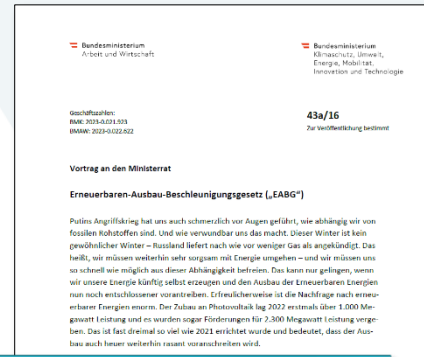 Bundesministerium
Arbeit und Wirtschaft
Bundesministerium
Klimaschutz, Umwelt,
Energie, Mobilität,
Innovation und Technologie
Geschäftszahlen:
BMK: 2023-0.021.923
BMAW: 2023-0.022.622
43a/16
Zur Veröffentlichung bestimmt
Vortrag an den Ministerrat
Erneuerbaren-Ausbau-Beschleunigungsgesetz („EABG“)
Putins Angriffskrieg hat uns auch schmerzlich vor Augen geführt, wie abhängig wir von
fossilen Rohstoffen sind. Und wie verwundbar uns das macht. Dieser Winter ist kein
gewöhnlicher Winter – Russland liefert nach wie vor weniger Gas als angekündigt. Das
heißt, wir müssen weiterhin sehr sorgsam mit Energie umgehen – und wir müssen uns
so schnell wie möglich aus dieser Abhängigkeit befreien. Das kann nur gelingen, wenn
wir unsere Energie künftig selbst erzeugen und den Ausbau der Erneuerbaren Energien
nun noch entschlossener vorantreiben. Erfreulicherweise ist die Nachfrage nach erneu-
erbarer Energien enorm. Der Zubau an Photovoltaik lag 2022 erstmals über 1.000 Me-
gawatt Leistung und es wurden sogar Förderungen für 2.300 Megawatt Leistung verge-
ben. Das ist fast dreimal so viel wie 2021 errichtet wurde und bedeutet, dass der Aus-
bau auch heuer weiterhin rasant voranschreiten wird.